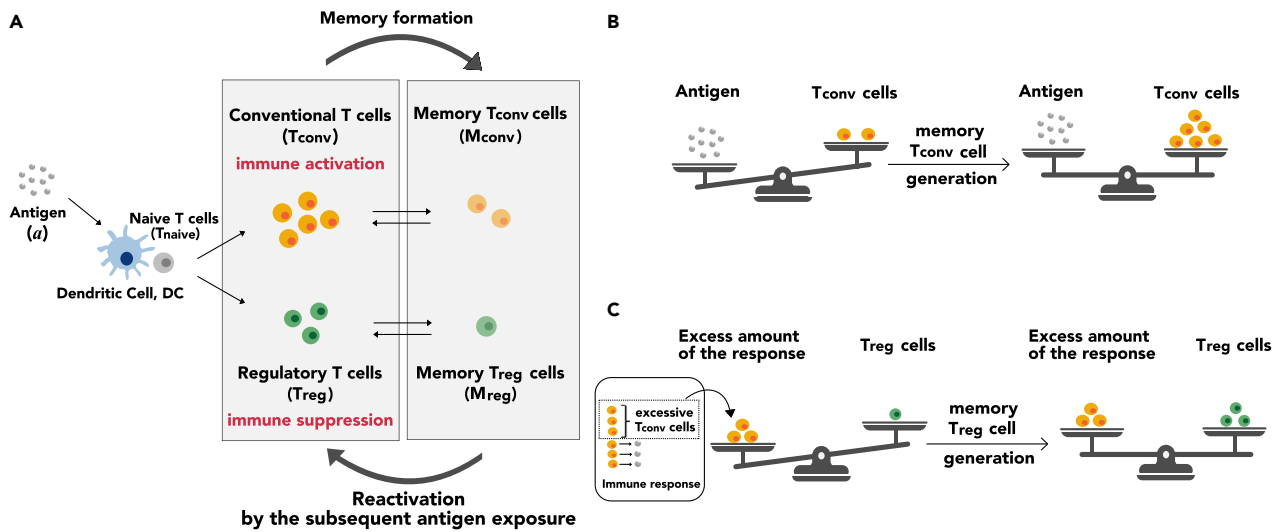 A
Memory formation
Conventional T cells
(Tconv)
immune activation
Memory Tconv cells
(Mconv)
Antigen
(a)
Naive T cells
(Tnaive)
Dendritic Cell, DC
Regulatory T cells
(Treg)
immune suppression
Memory Treg cells
(Mreg)
Reactivation
by the subsequent antigen exposure
B
Antigen
Tconv cells
memory
Tconv cell
generation
Antigen
Tconv cells
C
Excess amount
of the response
Treg cells
excessive
Tconv cells
Immune response
memory
Treg cell
generation
Excess amount
of the response
Treg cells